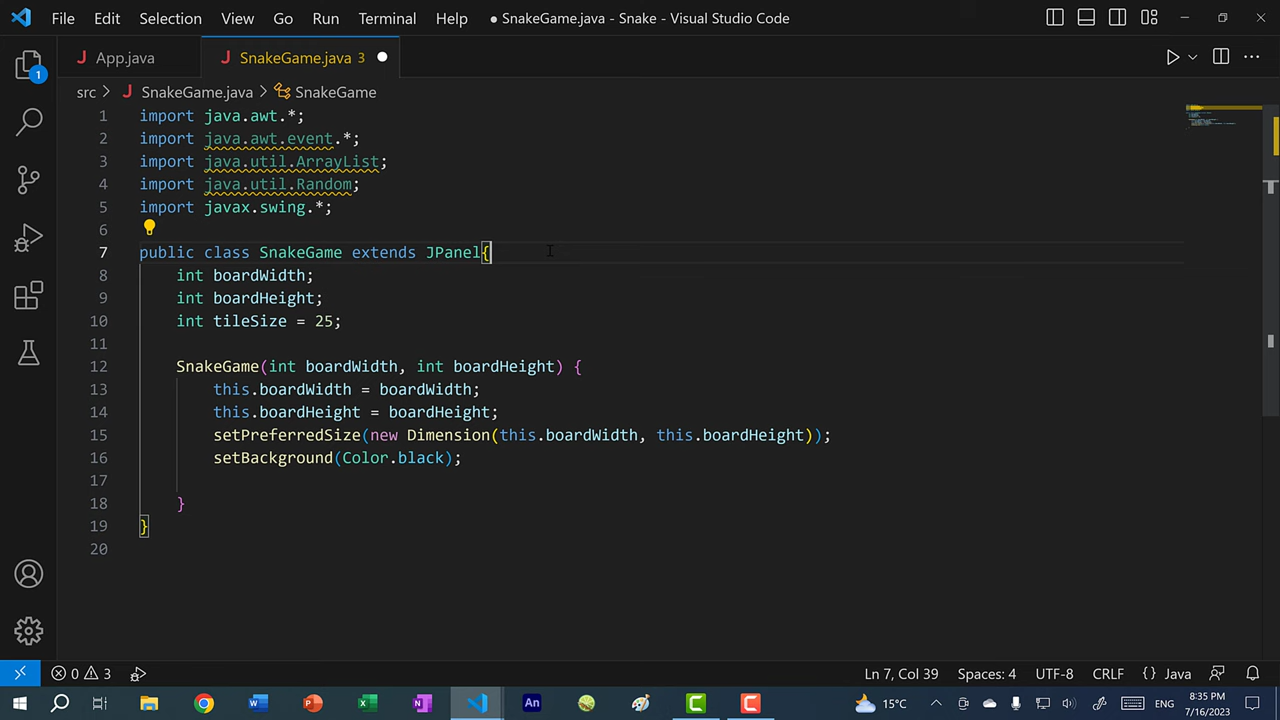 File Edit Selection View Go Run Terminal Help ● SnakeGame.java - Snake - Visual Studio Code
J App.java J SnakeGame.java 3 ●
src > J SnakeGame.java > SnakeGame
1 import java.awt.*;
2 import java.awt.event.*;
3 import java.util.ArrayList;
4 import java.util.Random;
5 import javax.swing.*;
6
7 public class SnakeGame extends JPanel{
8 int boardWidth;
9 int boardHeight;
10 int tileSize = 25;
11
12 SnakeGame(int boardWidth, int boardHeight) {
13 this.boardWidth = boardWidth;
14 this.boardHeight = boardHeight;
15 setPreferredSize(new Dimension(this.boardWidth, this.boardHeight));
16 setBackground(Color.black);
17
18 }
19 }
20
1
0 3 Ln 7, Col 39 Spaces: 4 UTF-8 CRLF {} Java
An 15°C 8:35 PM
7/16/2023